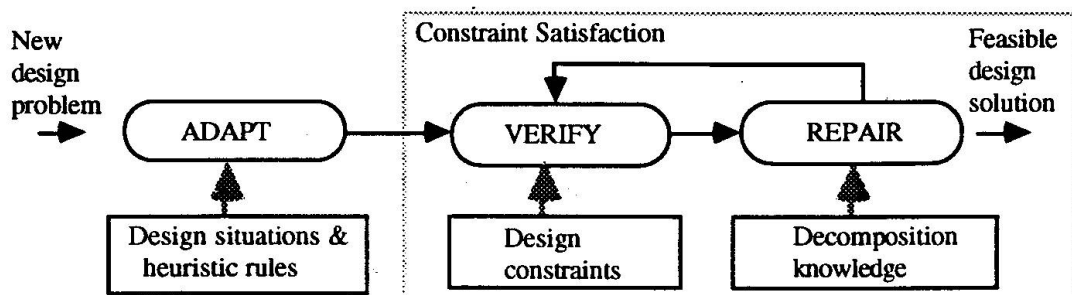 New
design
problem
Constraint Satisfaction
Feasible
design
solution
ADAPT
VERIFY
REPAIR
Design situations &
heuristic rules
Design
constraints
Decomposition
knowledge